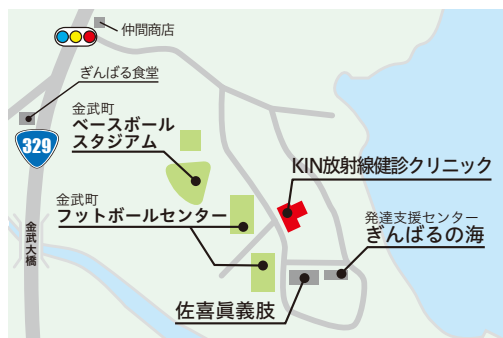 仲間商店
ぎんばる食堂
329
金武町
ベースボール
スタジアム
KIN放射線健診クリニック
金武町
フットボールセンター
発達支援センター
ぎんばるの海
金武大橋
佐喜眞義肢